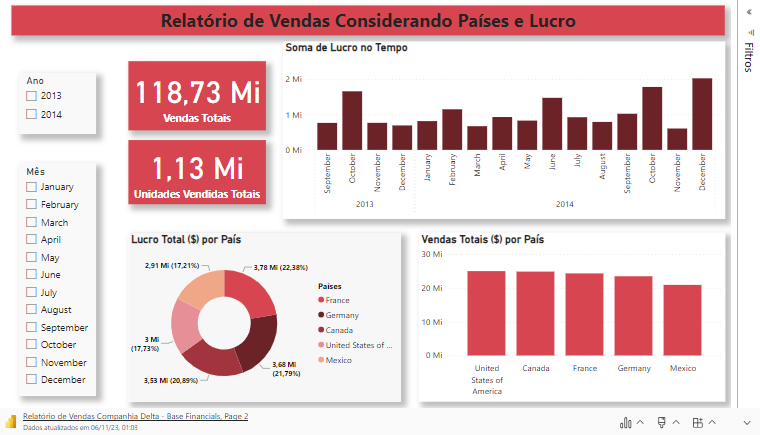 Relatório de Vendas Considerando Países e Lucro
Filtros
Ano
2013
2014
118,73 Mi
Vendas Totais
1,13 Mi
Unidades Vendidas Totais
Soma de Lucro no Tempo
2 Mi
1 Mi
0 Mi
September
October
November
December
January
February
March
April
May
June
July
August
September
October
November
December
2013
2014
Mês
January
February
March
April
May
June
July
August
September
October
November
December
Lucro Total ($) por País
2,91 Mi (17,21%)
3,78 Mi (22,38%)
3 Mi
(17,73%)
3,53 Mi (20,89%)
3,68 Mi
(21,79%)
Países
France
Germany
Canada
United States of ...
Mexico
Vendas Totais ($) por País
30 Mi
20 Mi
10 Mi
0 Mi
United
States of
America
Canada
France
Germany
Mexico
Relatório de Vendas Companhia Delta - Base Financials, Page 2
Dados atualizados em 06/11/23, 01:03